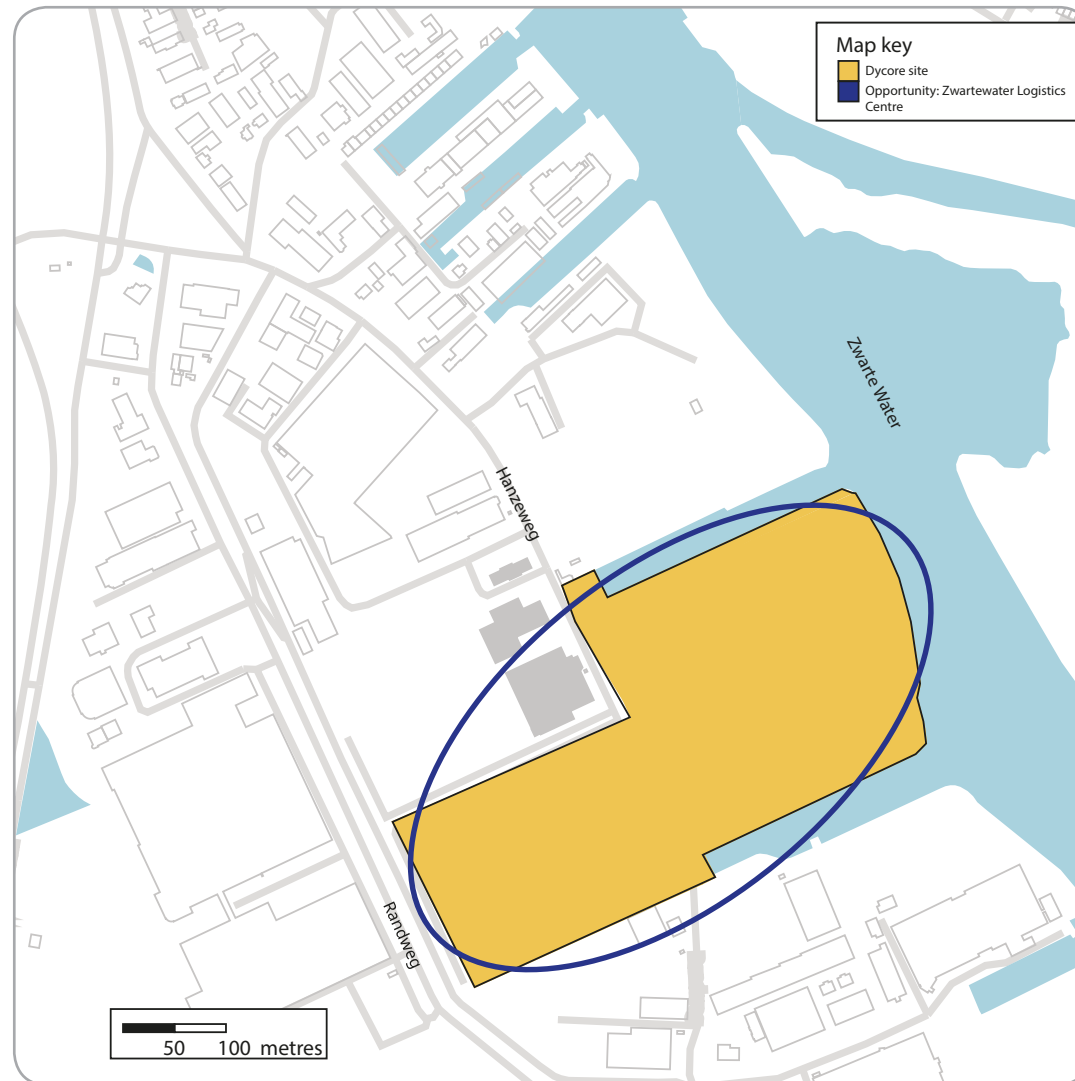 Map key
Dycore site
Opportunity: Zwartewater Logistics
Centre
Zwarte Water
Hanzeweg
Randweg
50 100 metres